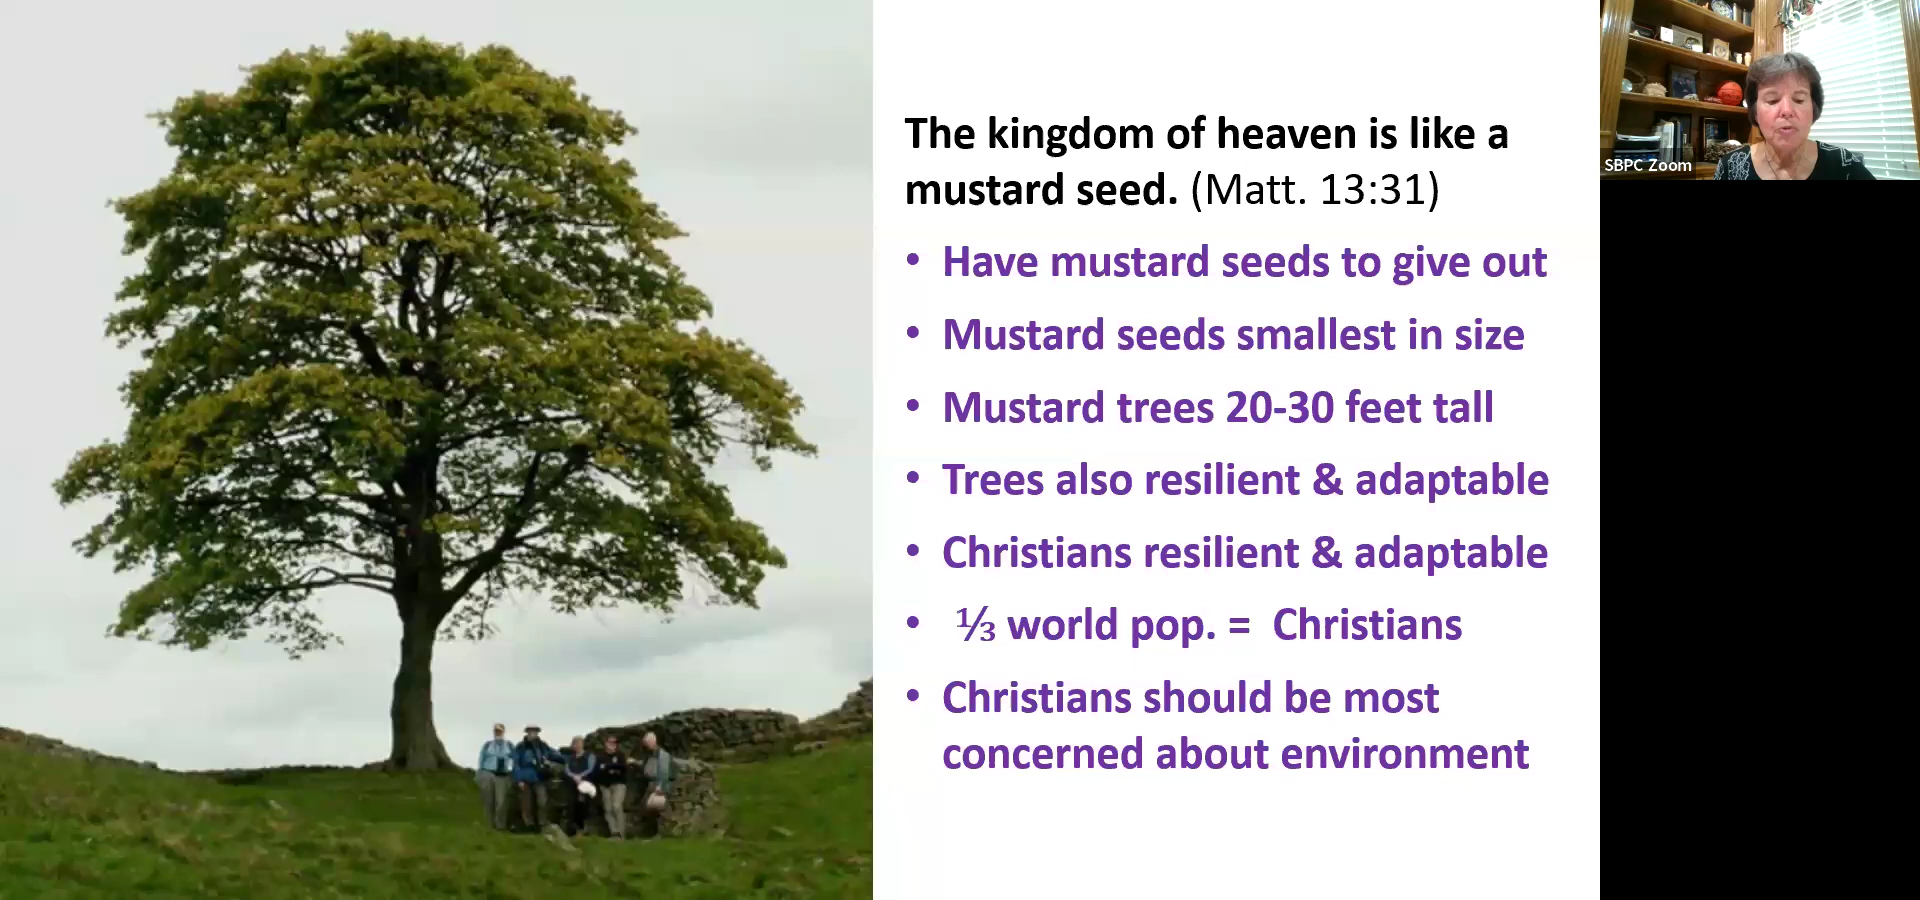 The kingdom of heaven is like a
mustard seed. (Matt. 13:31)
• Have mustard seeds to give out
• Mustard seeds smallest in size
• Mustard trees 20-30 feet tall
• Trees also resilient & adaptable
• Christians resilient & adaptable
• ⅓ world pop. = Christians
• Christians should be most
concerned about environment
SBPC Zoom